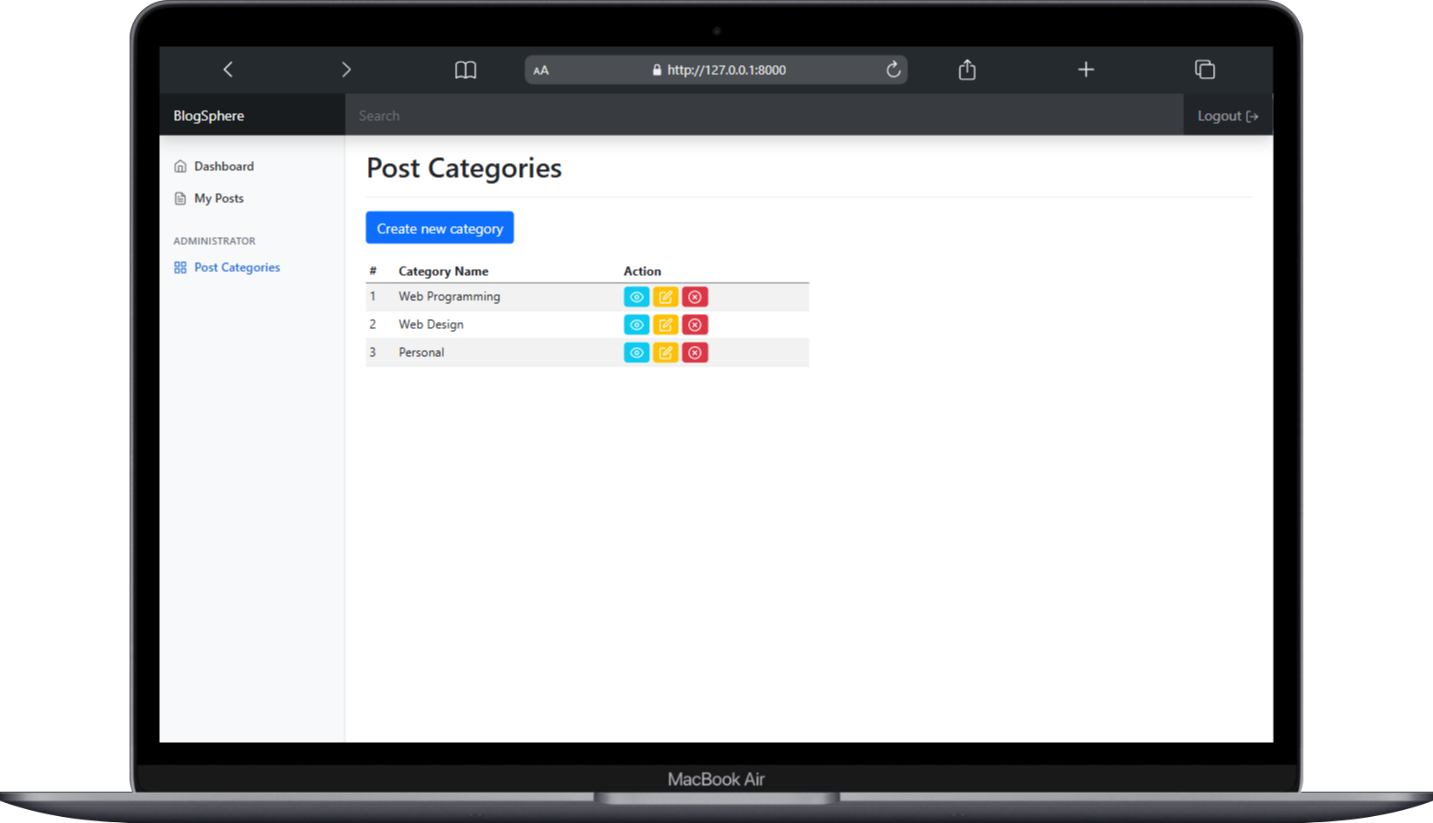 AA http://127.0.0.1:8000
BlogSphere Search Logout
Dashboard
My Posts
ADMINISTRATOR
Post Categories
Post Categories
Create new category
# Category Name Action
1 Web Programming
2 Web Design
3 Personal
MacBook Air